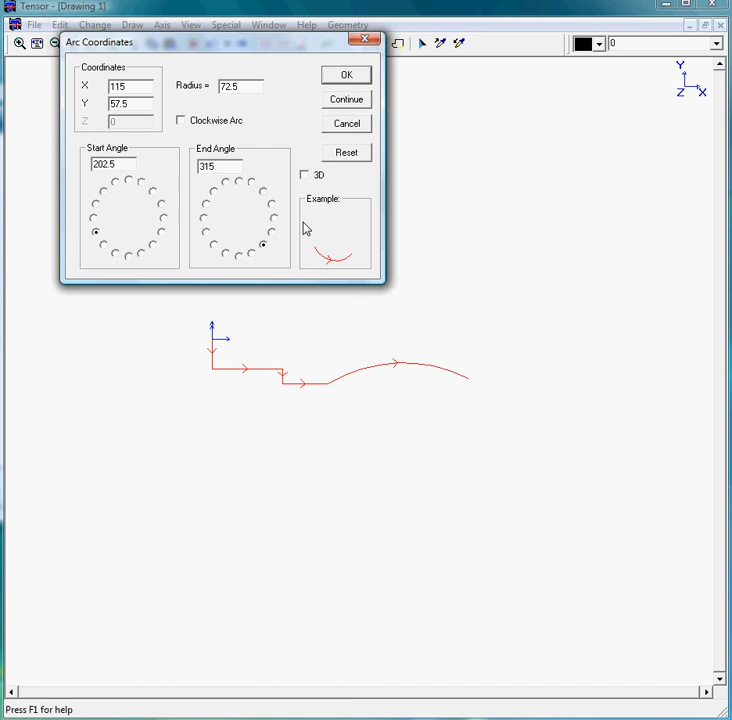 Tensor - [Drawing 1]
File Edit Change Draw Axis View Special Window Help Geometry
0
Arc Coordinates
Coordinates
X 115
Y 57.5
Z 0
Radius = 72.5
Clockwise Arc
OK
Continue
Cancel
Reset
Start Angle
202.5
End Angle
315
3D
Example:
Y
Z X
Press F1 for help